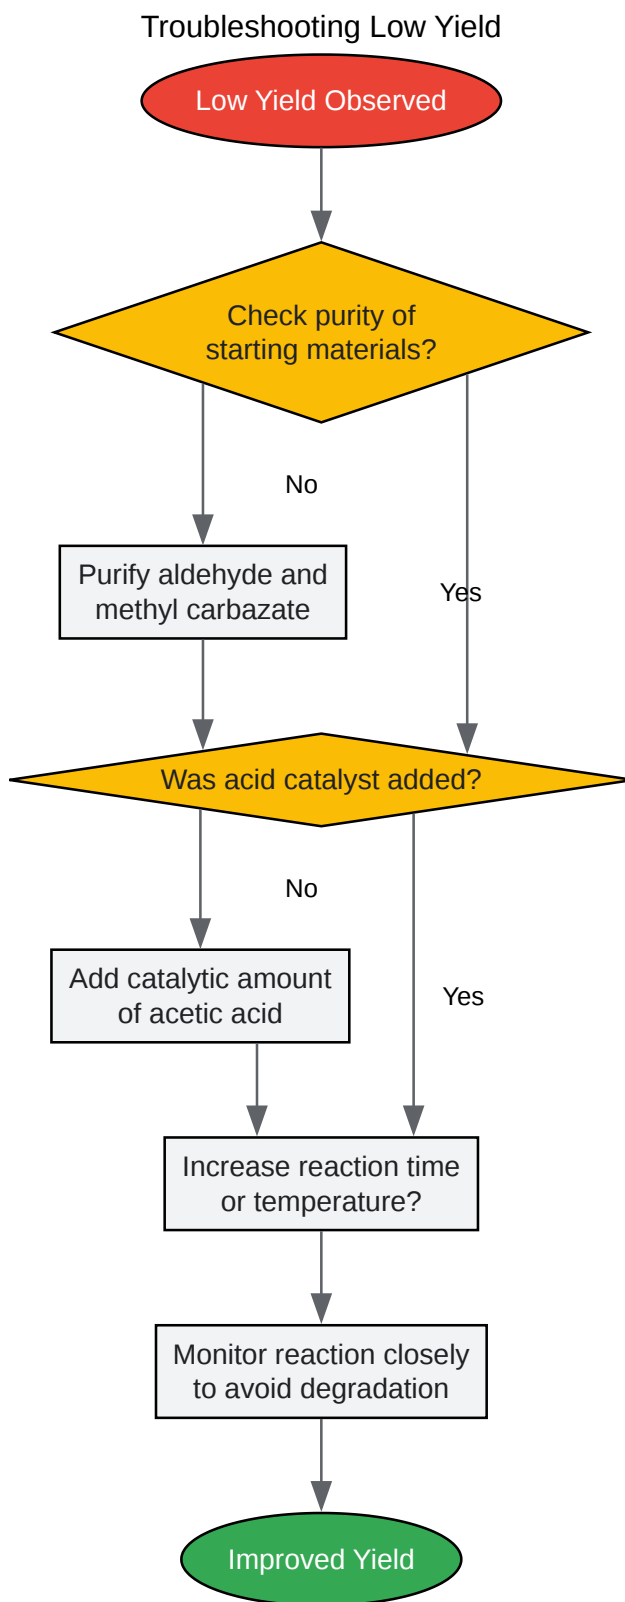 Troubleshooting Low Yield
Low Yield Observed
Check purity of
starting materials?
No
Purify aldehyde and
methyl carbazate
Yes
Was acid catalyst added?
No
Add catalytic amount
of acetic acid
Yes
Increase reaction time
or temperature?
Monitor reaction closely
to avoid degradation
Improved Yield